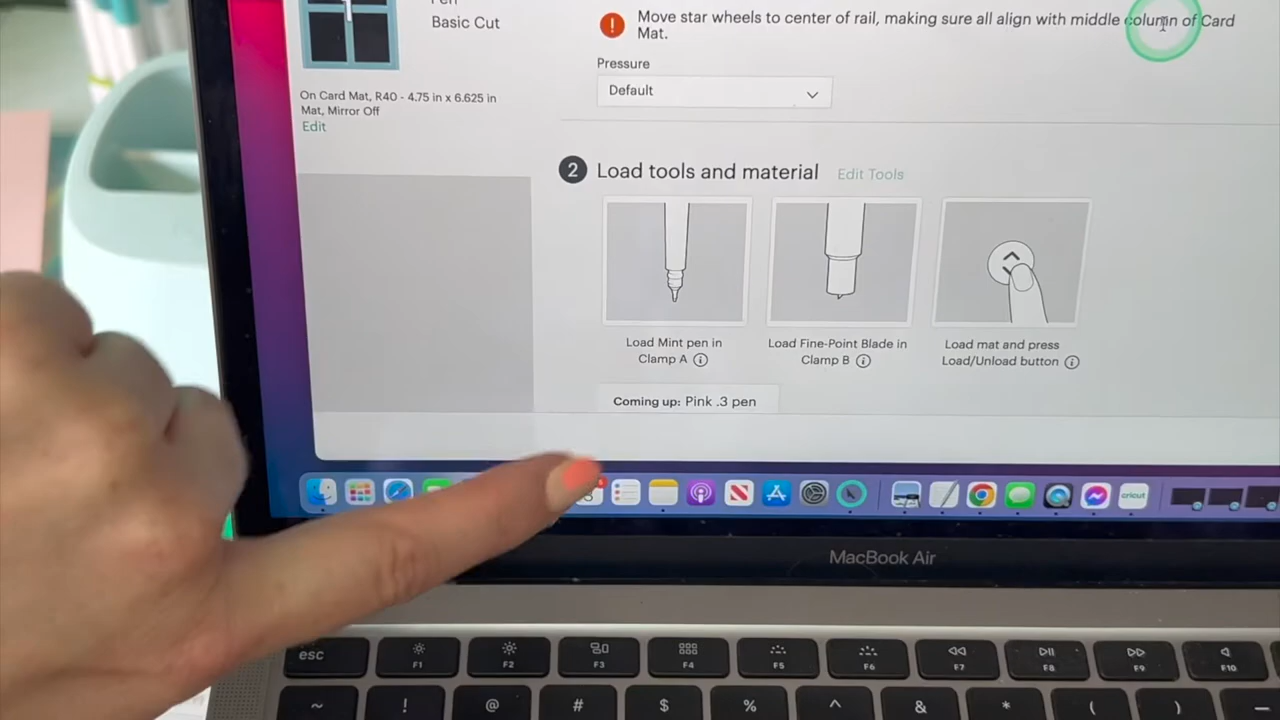 Basic Cut
Move star wheels to center of rail, making sure all align with middle column of Card
Mat.
Pressure
Default
On Card Mat, R40 - 4.75 in x 6.625 in
Mat, Mirror Off
Edit
2 Load tools and material Edit Tools
Load Mint pen in
Clamp A
Load Fine-Point Blade in
Clamp B
Load mat and press
Load/Unload button
Coming up: Pink .3 pen
cricut
MacBook Air
esc
F1
F2
F3
F4
F5
F6
F7
F8
F9
F10
~ ! @ # $ % ^ & * ( ) —